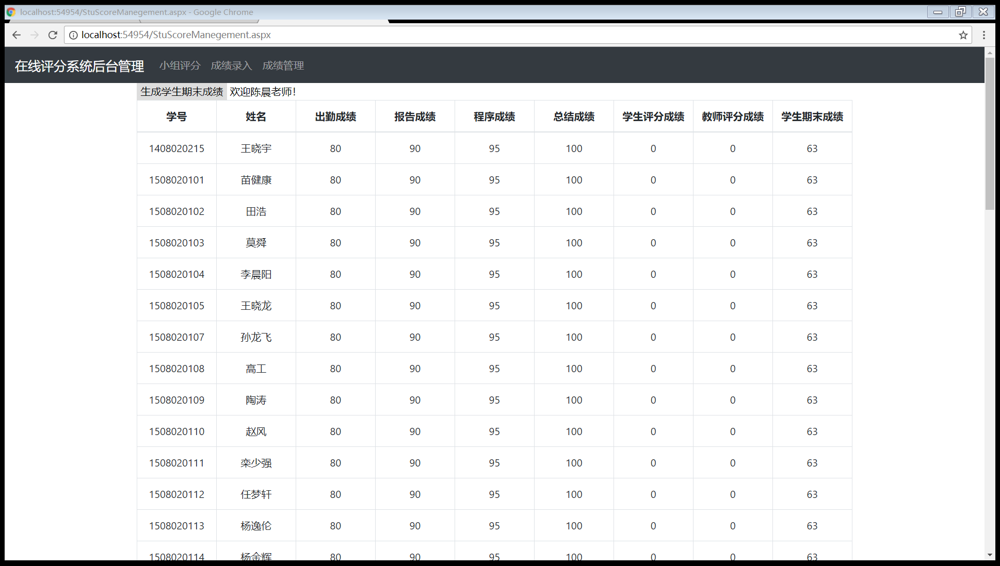 localhost:54954/StuScoreManegement.aspx - Google Chrome
localhost:54954/StuScoreManegement.aspx
在线评分系统后台管理 小组评分 成绩录入 成绩管理
生成学生期末成绩 欢迎陈晨老师！
学号 姓名 出勤成绩 报告成绩 程序成绩 总结成绩 学生评分成绩 教师评分成绩 学生期末成绩
1408020215 王晓宇 80 90 95 100 0 0 63
1508020101 苗健康 80 90 95 100 0 0 63
1508020102 田浩 80 90 95 100 0 0 63
1508020103 莫舜 80 90 95 100 0 0 63
1508020104 李晨阳 80 90 95 100 0 0 63
1508020105 王晓龙 80 90 95 100 0 0 63
1508020107 孙龙飞 80 90 95 100 0 0 63
1508020108 高工 80 90 95 100 0 0 63
1508020109 陶涛 80 90 95 100 0 0 63
1508020110 赵风 80 90 95 100 0 0 63
1508020111 栾少强 80 90 95 100 0 0 63
1508020112 任梦轩 80 90 95 100 0 0 63
1508020113 杨逸伦 80 90 95 100 0 0 63
1508020114 杨金辉 80 90 95 100 0 0 63